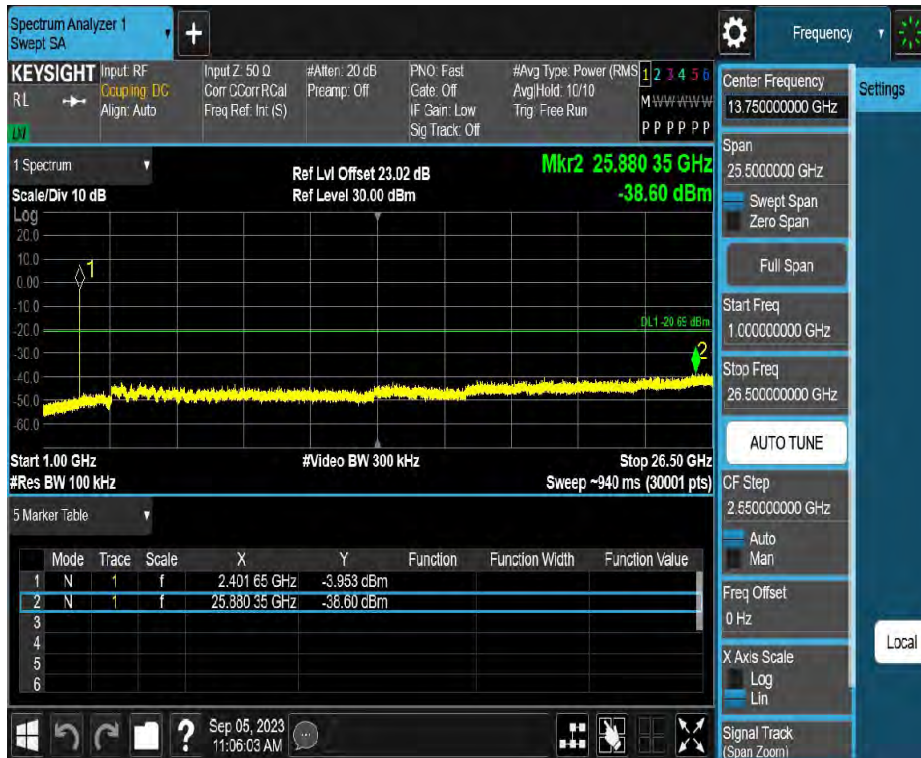 Spectrum Analyzer 1
Swept SA
+
Frequency
KEYSIGHT
RL
LXI
Input: RF
Coupling: DC
Align: Auto
Input Z: 50 Ω
Corr CCorr RCal
Freq Ref: Int (S)
#Atten: 20 dB
Preamp: Off
PNO: Fast
Gate: Off
IF Gain: Low
Sig Track: Off
#Avg Type: Power (RMS
Avg|Hold: 10/10
Trig: Free Run
1 2 3 4 5 6
M W W W W W
P P P P P P
Center Frequency
13.750000000 GHz
Settings
1 Spectrum
Scale/Div 10 dB
Ref Lvl Offset 23.02 dB
Ref Level 30.00 dBm
Mkr2 25.880 35 GHz
-38.60 dBm
Span
25.5000000 GHz
Swept Span
Zero Span
Full Span
Log
20.0
10.0
0.00
-10.0
-20.0
-30.0
-40.0
-50.0
-60.0
1
DL1 -20.65 dBm
2
Start Freq
1.000000000 GHz
Stop Freq
26.500000000 GHz
AUTO TUNE
Start 1.00 GHz
#Video BW 300 kHz
Stop 26.50 GHz
#Res BW 100 kHz
Sweep ~940 ms (30001 pts)
CF Step
2.550000000 GHz
Auto
Man
5 Marker Table
Mode Trace Scale X Y Function Function Width Function Value
1 N 1 f 2.401 65 GHz -3.953 dBm
2 N 1 f 25.880 35 GHz -38.60 dBm
3
4
5
6
Freq Offset
0 Hz
Local
X Axis Scale
Log
Lin
Signal Track
(Span Zoom)
?
Sep 05, 2023
11:06:03 AM